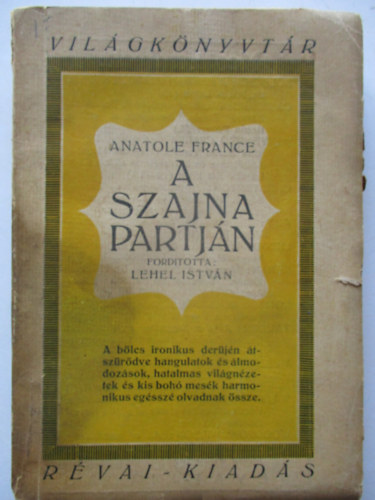 VILÁGKÖNYVTÁR
ANATOLE FRANCE
A
SZAJNA
PARTJÁN
FORDÍTOTTA:
LEHEL ISTVÁN
A bölcs ironikus derüjén át-
szürődve hangulatok és álmo-
dozások, hatalmas világnéze-
tek és kis bohó mesék harmo-
nikus egésszé olvadnak össze.
RÉVAI-KIADÁS